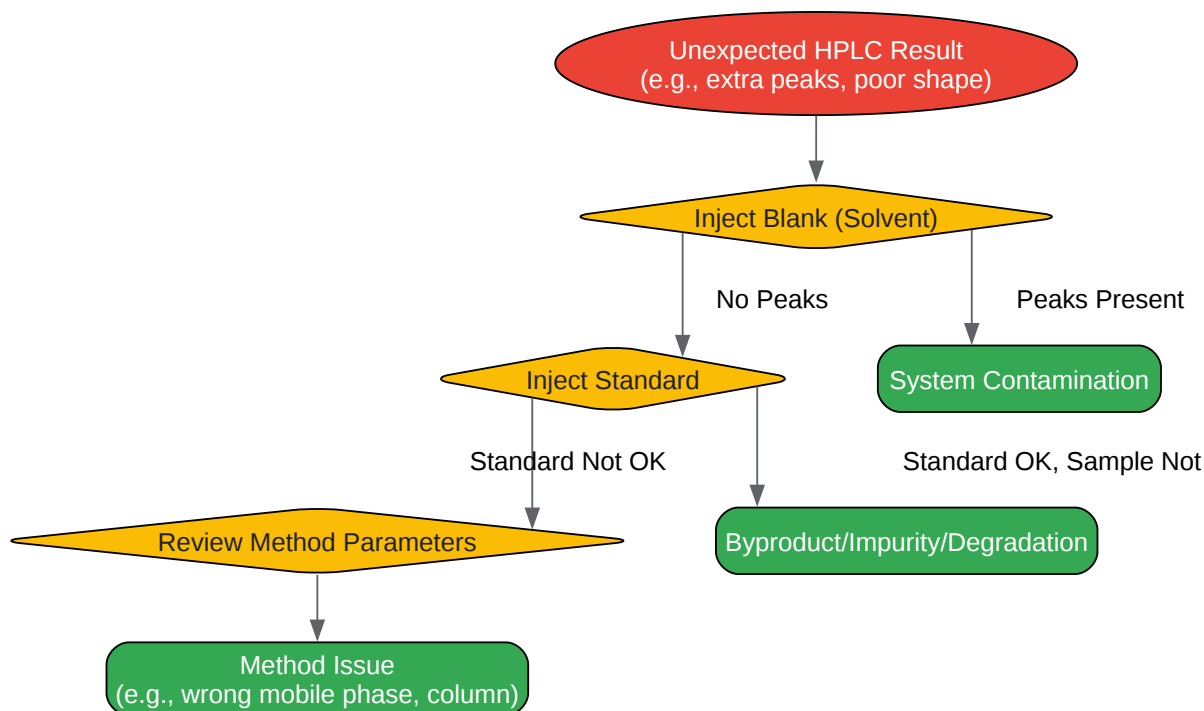 Unexpected HPLC Result
(e.g., extra peaks, poor shape)
Inject Blank (Solvent)
No Peaks
Peaks Present
Inject Standard
System Contamination
Standard Not OK
Standard OK, Sample Not
Review Method Parameters
Byproduct/Impurity/Degradation
Method Issue
(e.g., wrong mobile phase, column)